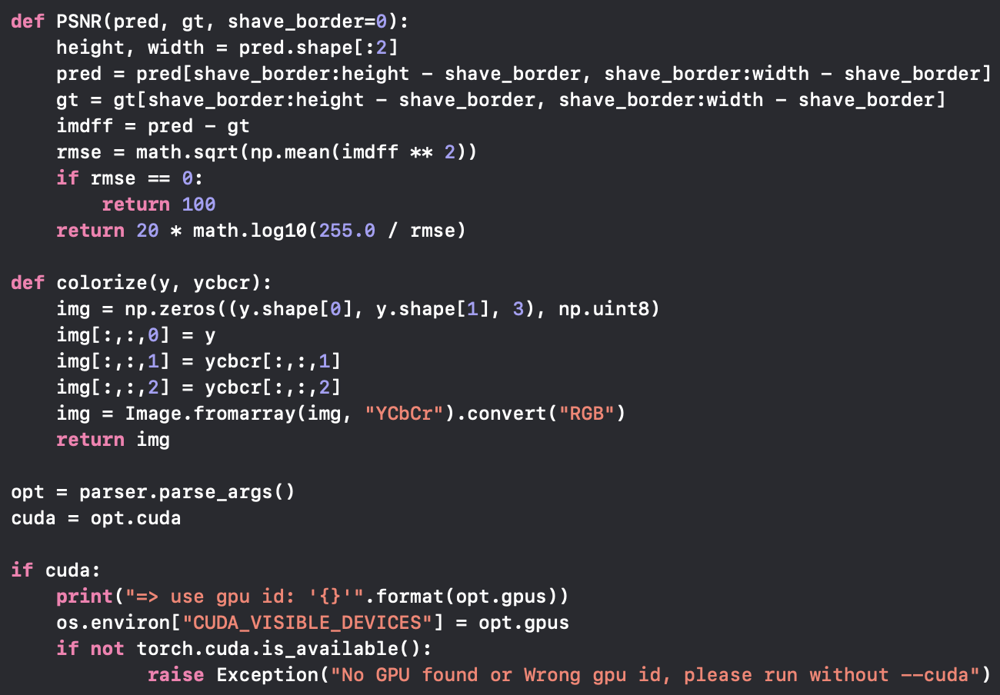 def PSNR(pred, gt, shave_border=0):
    height, width = pred.shape[:2]
    pred = pred[shave_border:height - shave_border, shave_border:width - shave_border]
    gt = gt[shave_border:height - shave_border, shave_border:width - shave_border]
    imdff = pred - gt
    rmse = math.sqrt(np.mean(imdff ** 2))
    if rmse == 0:
        return 100
    return 20 * math.log10(255.0 / rmse)

def colorize(y, ycbcr):
    img = np.zeros((y.shape[0], y.shape[1], 3), np.uint8)
    img[:,:,0] = y
    img[:,:,1] = ycbcr[:,:,1]
    img[:,:,2] = ycbcr[:,:,2]
    img = Image.fromarray(img, "YCbCr").convert("RGB")
    return img

opt = parser.parse_args()
cuda = opt.cuda

if cuda:
    print("=> use gpu id: '{}'".format(opt.gpus))
    os.environ["CUDA_VISIBLE_DEVICES"] = opt.gpus
    if not torch.cuda.is_available():
            raise Exception("No GPU found or Wrong gpu id, please run without --cuda")